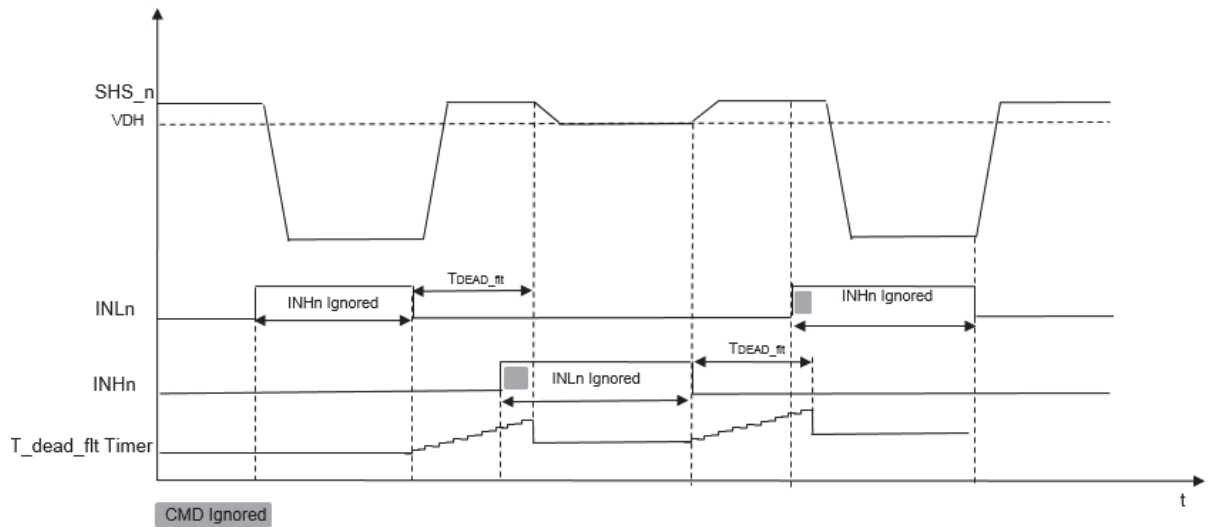 SHS_n
VDH
TDEAD_flt
INHn Ignored
INHn Ignored
INLn
TDEAD_flt
INLn Ignored
INHn
T_dead_flt Timer
t
CMD Ignored